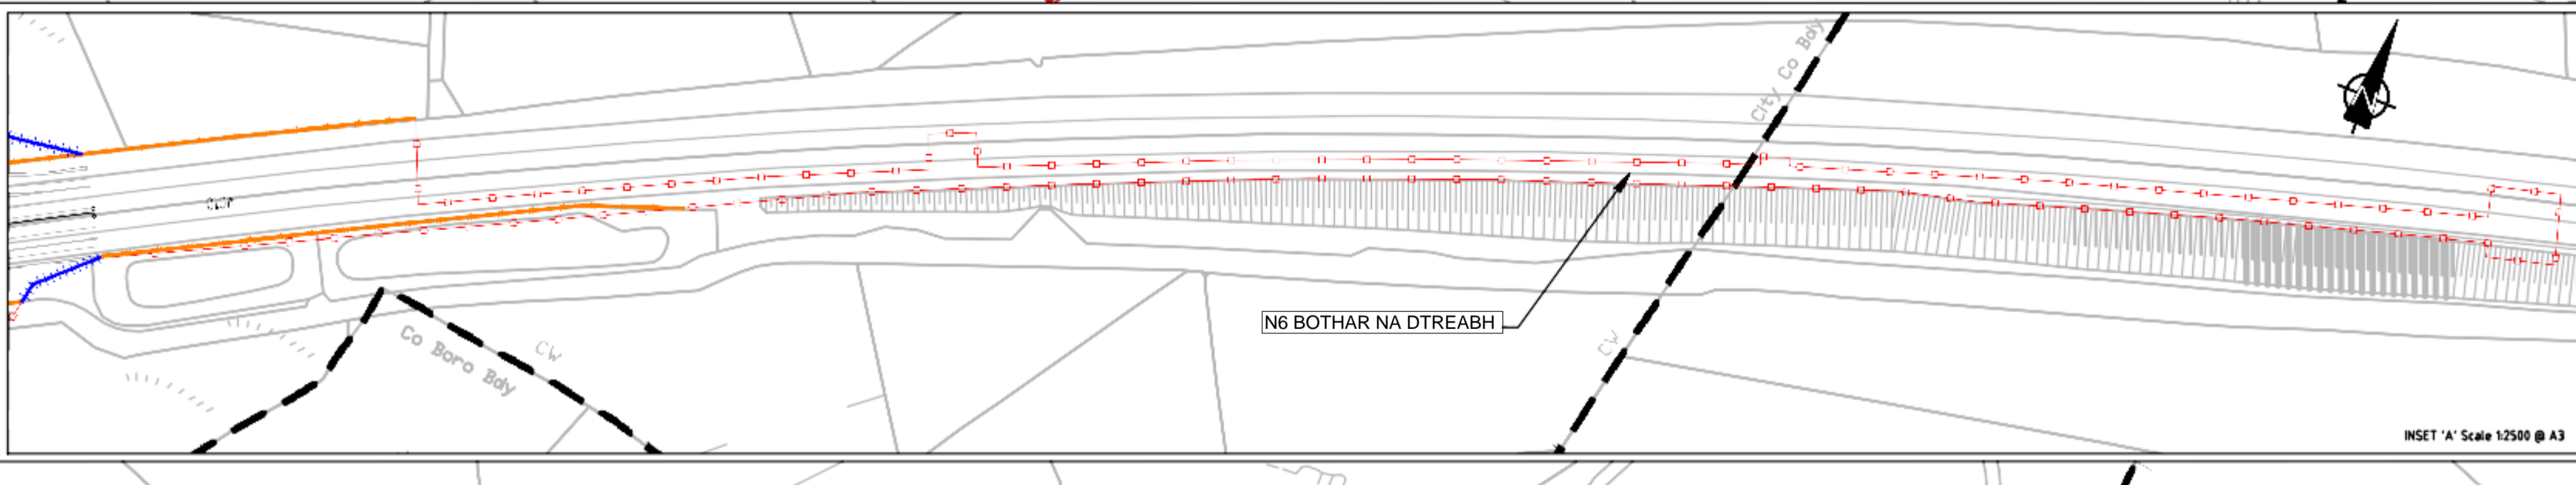 City Co Bdy
N
N6 BOTHAR NA DTREABH
CW
Co Boro Bdy
CW
INSET 'A' Scale 1:2500 @ A3